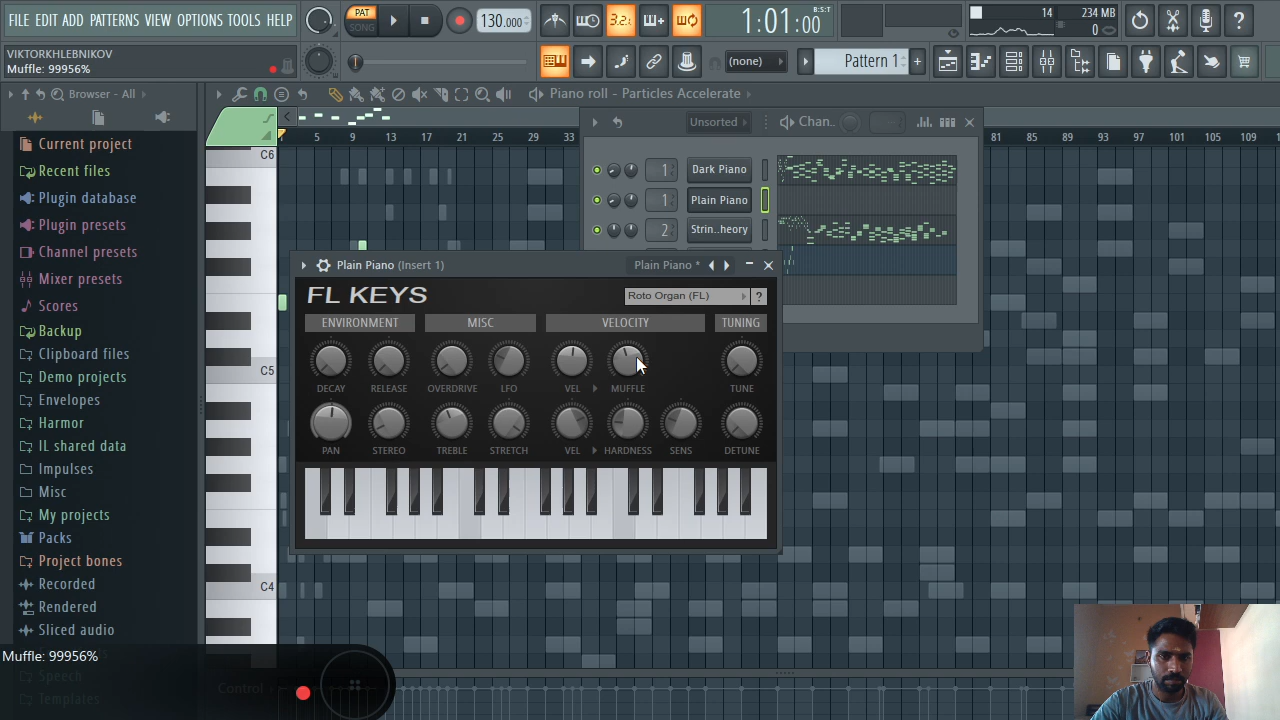 FILE EDIT ADD PATTERNS VIEW OPTIONS TOOLS HELP
PAT
SONG
130.000
3.2:
1:01:00
B:S:T
14
234 MB
0
VIKTORKHLEBNIKOV
Muffle: 99956%
(none)
Pattern 1
Browser - All
Piano roll - Particles Accelerate
5
9
13
17
21
25
29
33
81
85
89
93
97
101
105
109
Unsorted
Chan..
1
Dark Piano
1
Plain Piano
2
Strin..heory
C6
C5
C4
Current project
Recent files
Plugin database
Plugin presets
Channel presets
Mixer presets
Scores
Backup
Clipboard files
Demo projects
Envelopes
Harmor
IL shared data
Impulses
Misc
My projects
Packs
Project bones
Recorded
Rendered
Sliced audio
Speech
Templates
Plain Piano (Insert 1)
Plain Piano *
FL KEYS
Roto Organ (FL)
?
ENVIRONMENT
MISC
VELOCITY
TUNING
DECAY
RELEASE
OVERDRIVE
LFO
VEL
MUFFLE
TUNE
PAN
STEREO
TREBLE
STRETCH
VEL
HARDNESS
SENS
DETUNE
Muffle: 99956%
Control